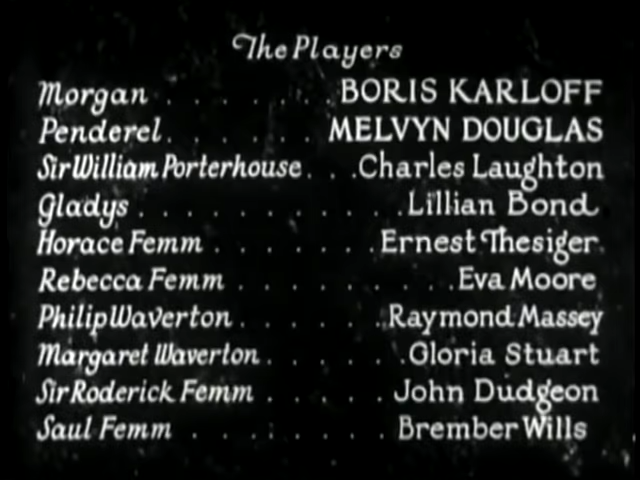 The Players
Morgan . . . . . . . BORIS KARLOFF
Penderel . . . . . . MELVYN DOUGLAS
Sir William Porterhouse . . . Charles Laughton
Gladys . . . . . . . . . . . Lillian Bond
Horace Femm . . . . . . . Ernest Thesiger
Rebecca Femm . . . . . . . . . Eva Moore
Philip Waverton . . . . . . Raymond Massey
Margaret Waverton . . . . . . Gloria Stuart
Sir Roderick Femm . . . . . John Dudgeon
Saul Femm . . . . . . . . Brember Wills